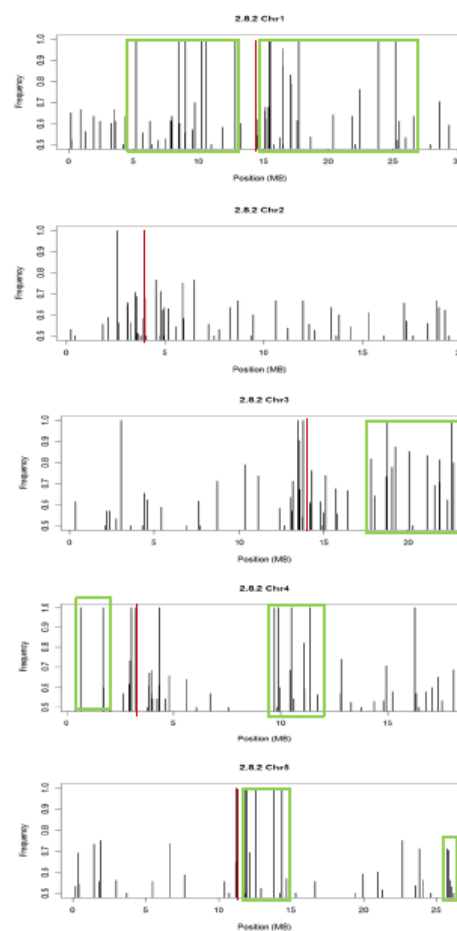 2.8.2 Chr1
Frequency
0.5 0.6 0.7 0.8 0.9 1.0
0 5 10 15 20 25 30
Position (MB)
2.8.2 Chr2
Frequency
0.5 0.6 0.7 0.8 0.9 1.0
0 5 10 15
Position (MB)
2.8.2 Chr3
Frequency
0.5 0.6 0.7 0.8 0.9 1.0
0 5 10 15 20
Position (MB)
2.8.2 Chr4
Frequency
0.5 0.6 0.7 0.8 0.9 1.0
0 5 10 15
Position (MB)
2.8.2 Chr5
Frequency
0.5 0.6 0.7 0.8 0.9 1.0
0 5 10 15 20 25
Position (MB)